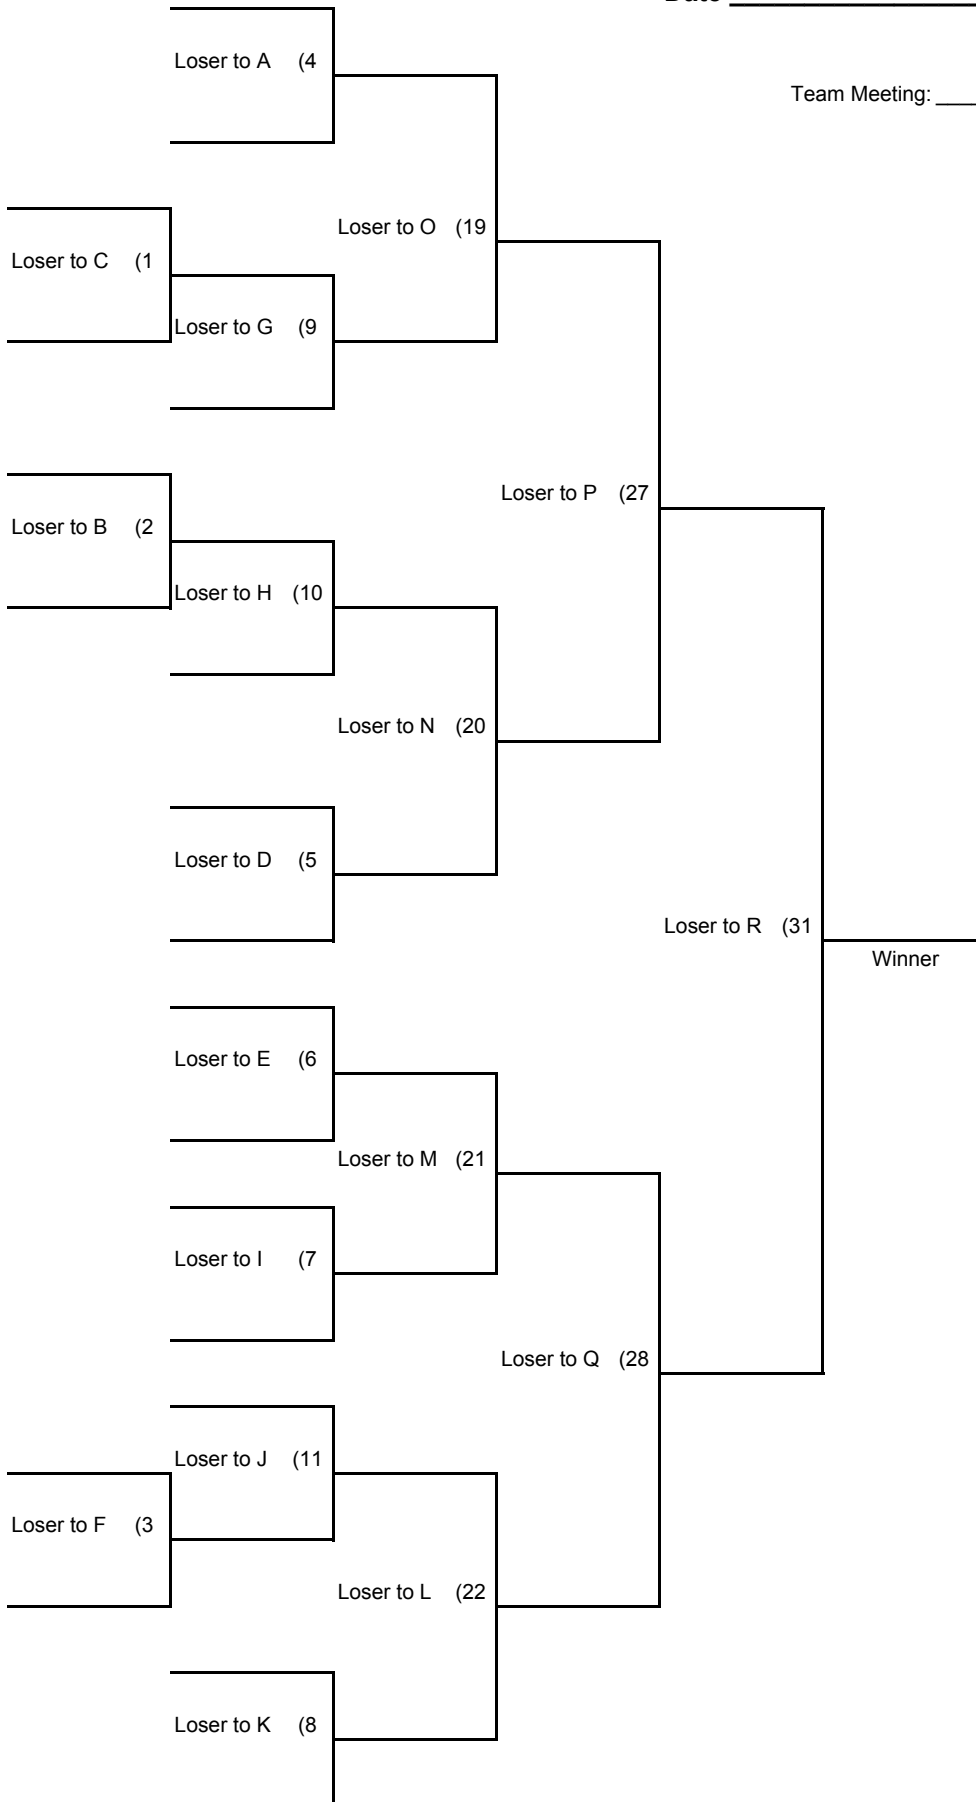 Loser to A (4
Team Meeting: ____
Loser to O (19
Loser to C (1
Loser to G (9
Loser to P (27
Loser to B (2
Loser to H (10
Loser to N (20
Loser to D (5
Loser to R (31
Winner
Loser to E (6
Loser to M (21
Loser to I (7
Loser to Q (28
Loser to J (11
Loser to F (3
Loser to L (22
Loser to K (8